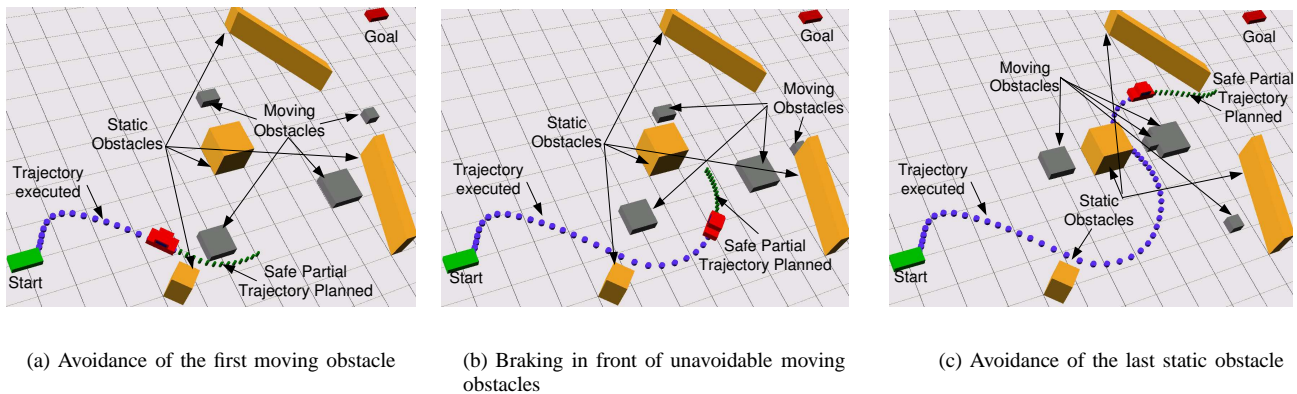 Goal
Moving
Obstacles
Static
Obstacles
Trajectory
executed
Safe Partial
Trajectory Planned
Start
(a) Avoidance of the first moving obstacle
Goal
Moving
Obstacles
Static
Obstacles
Trajectory
executed
Safe Partial
Trajectory Planned
Start
(b) Braking in front of unavoidable moving
obstacles
Goal
Moving
Obstacles
Safe Partial
Trajectory
Planned
Trajectory
executed
Static
Obstacles
Start
(c) Avoidance of the last static obstacle